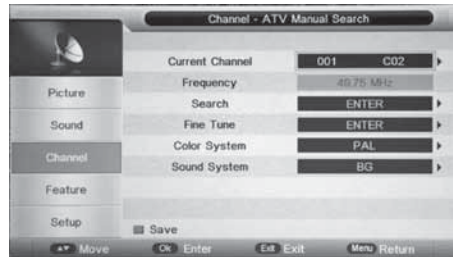 Channel - ATV Manual Search
Current Channel 001 C02
Frequency 49.75 MHz
Search ENTER
Fine Tune ENTER
Color System PAL
Sound System BG
Picture
Sound
Channel
Feature
Setup
Save
Move Ok Enter Exit Exit Menu Return